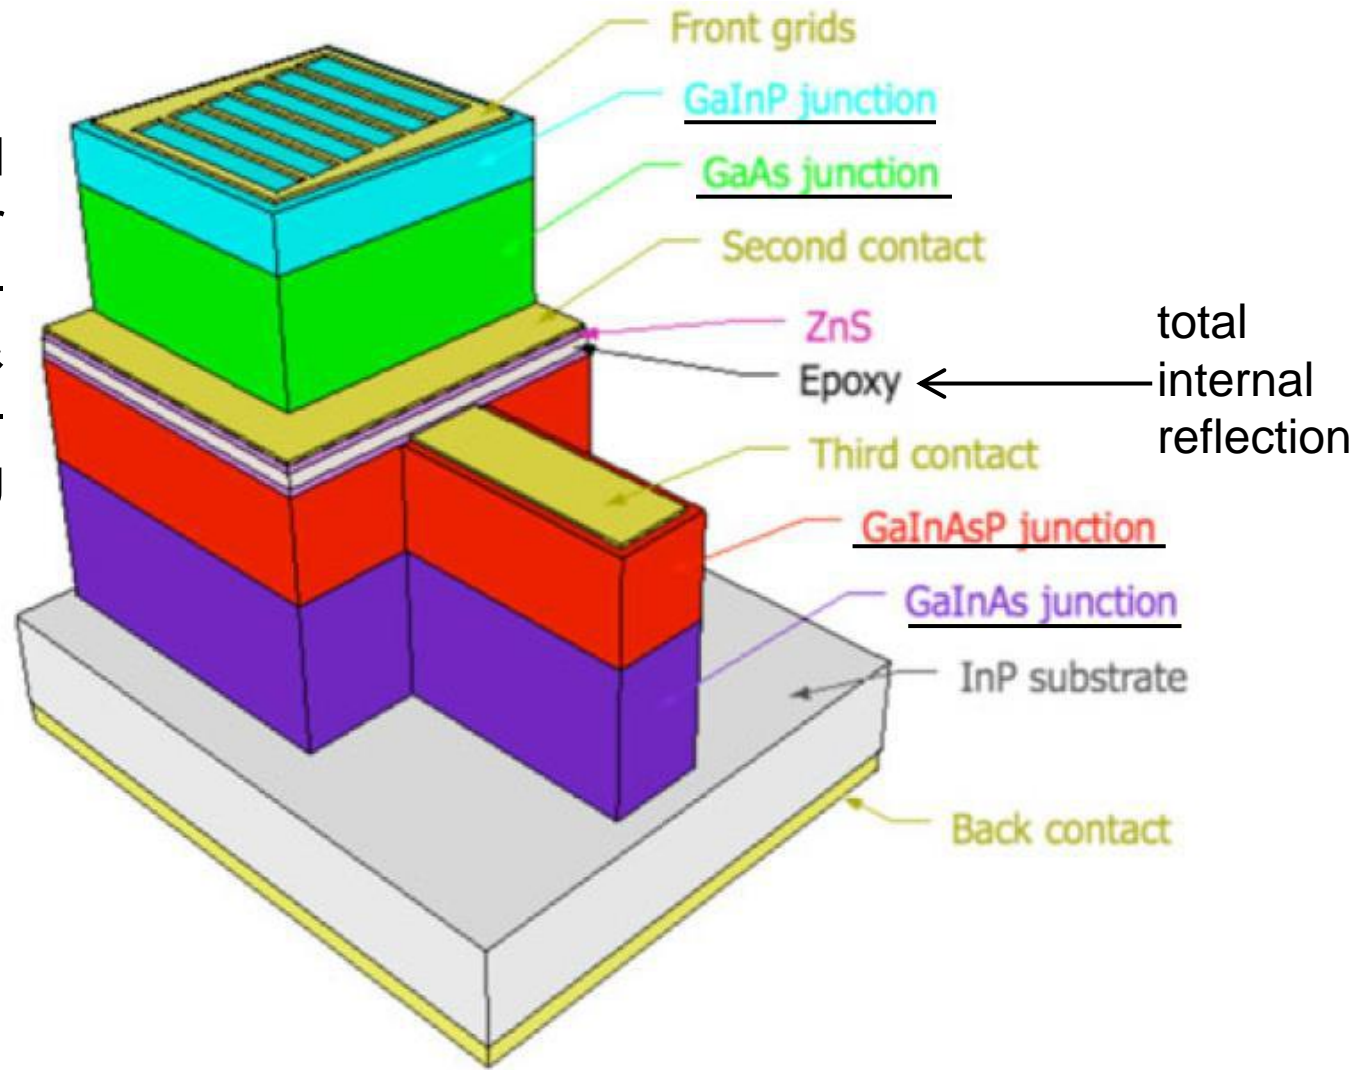 Front grids
GaInP junction
GaAs junction
Second contact
ZnS
Epoxy
total
internal
reflection
Third contact
GaInAsP junction
GaInAs junction
InP substrate
Back contact